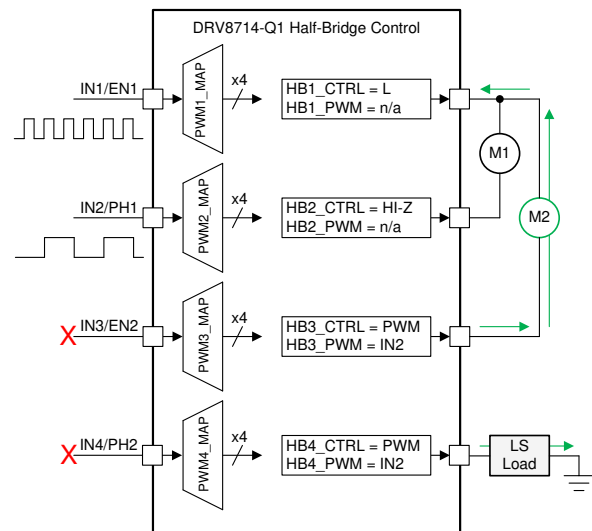 DRV8714-Q1 Half-Bridge Control
IN1/EN1
PWM1_MAP
x4
HB1_CTRL = L
HB1_PWM = n/a
M1
IN2/PH1
PWM2_MAP
x4
HB2_CTRL = HI-Z
HB2_PWM = n/a
M2
X
IN3/EN2
PWM3_MAP
x4
HB3_CTRL = PWM
HB3_PWM = IN2
X
IN4/PH2
PWM4_MAP
x4
HB4_CTRL = PWM
HB4_PWM = IN2
LS
Load